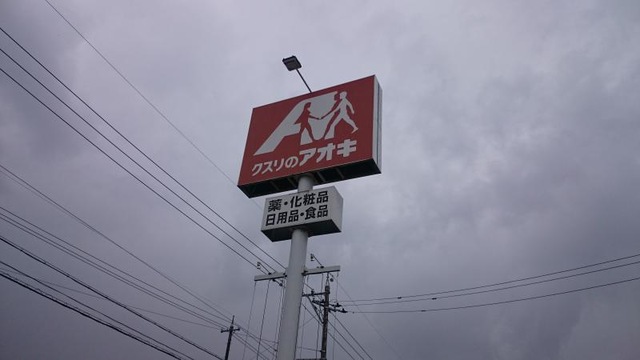 クスリのアオキ
薬・化粧品
日用品・食品